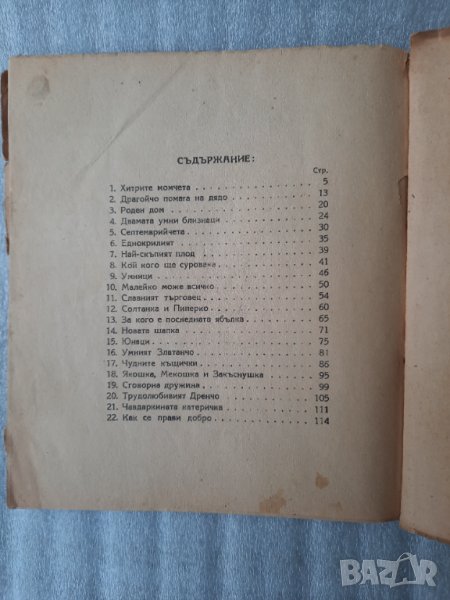 СЪДЪРЖАНИЕ:
Стр.
1. Хитрите момчета . . . . . 5
2. Драгойчо помага на дядо . . . . . 13
3. Роден дом . . . . . 20
4. Двамата умни близнаци . . . . . 24
5. Септемврийчета . . . . . 30
6. Еднокрилият . . . . . 35
7. Най-скъпият плод . . . . . 39
8. Кой кого ще сурвака . . . . . 41
9. Умници . . . . . 46
10. Малейко може всичко . . . . . 50
11. Славният търговец . . . . . 54
12. Солтанка и Пиперко . . . . . 60
13. За кого е последната ябълка . . . . . 65
14. Новата шапка . . . . . 71
15. Юнаци . . . . . 75
16. Умният Златанчо . . . . . 81
17. Чудните къщички . . . . . 86
18. Якошка, Мекошка и Закъснушка . . . . . 95
19. Сговорна дружина . . . . . 99
20. Трудолюбивият Дренчо . . . . . 105
21. Чавдаркината катеричка . . . . . 111
22. Как се прави добро . . . . . 114
BAZAR
bg